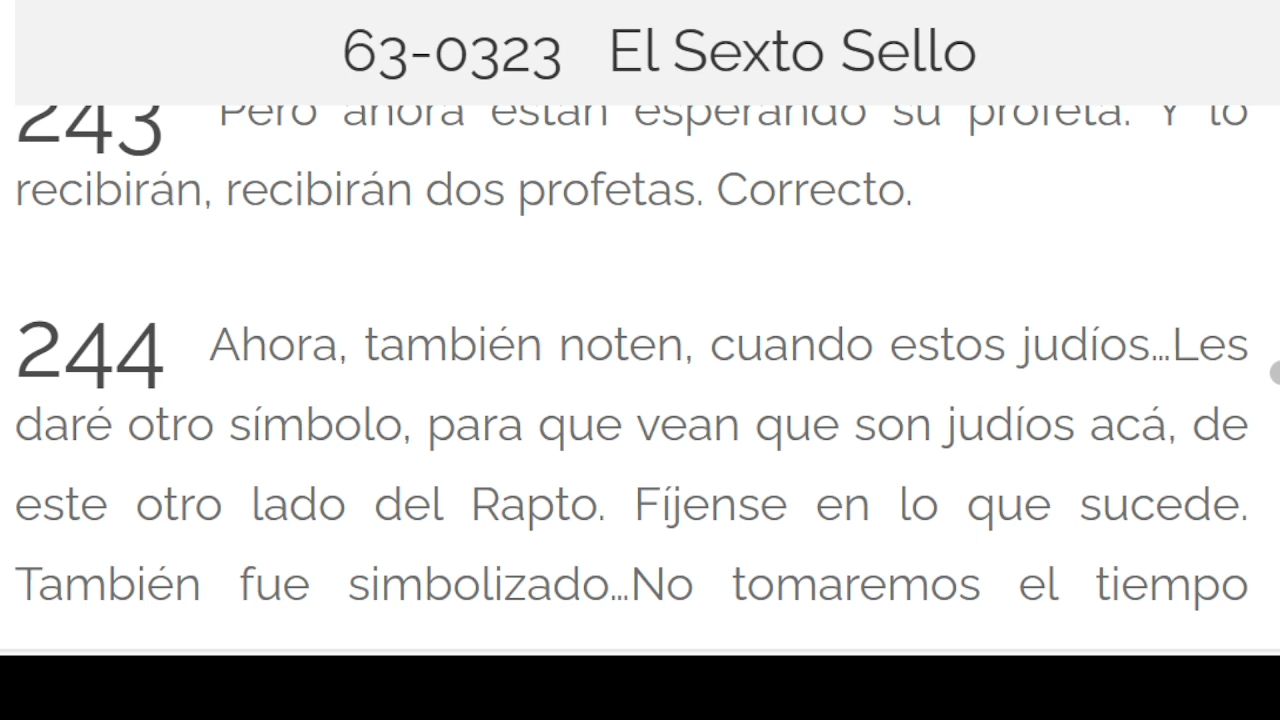 63-0323 El Sexto Sello
243 Pero ahora están esperando su profeta. Y lo
recibirán, recibirán dos profetas. Correcto.
244 Ahora, también noten, cuando estos judíos...Les
daré otro símbolo, para que vean que son judíos acá, de
este otro lado del Rapto. Fíjense en lo que sucede.
También fue simbolizado...No tomaremos el tiempo